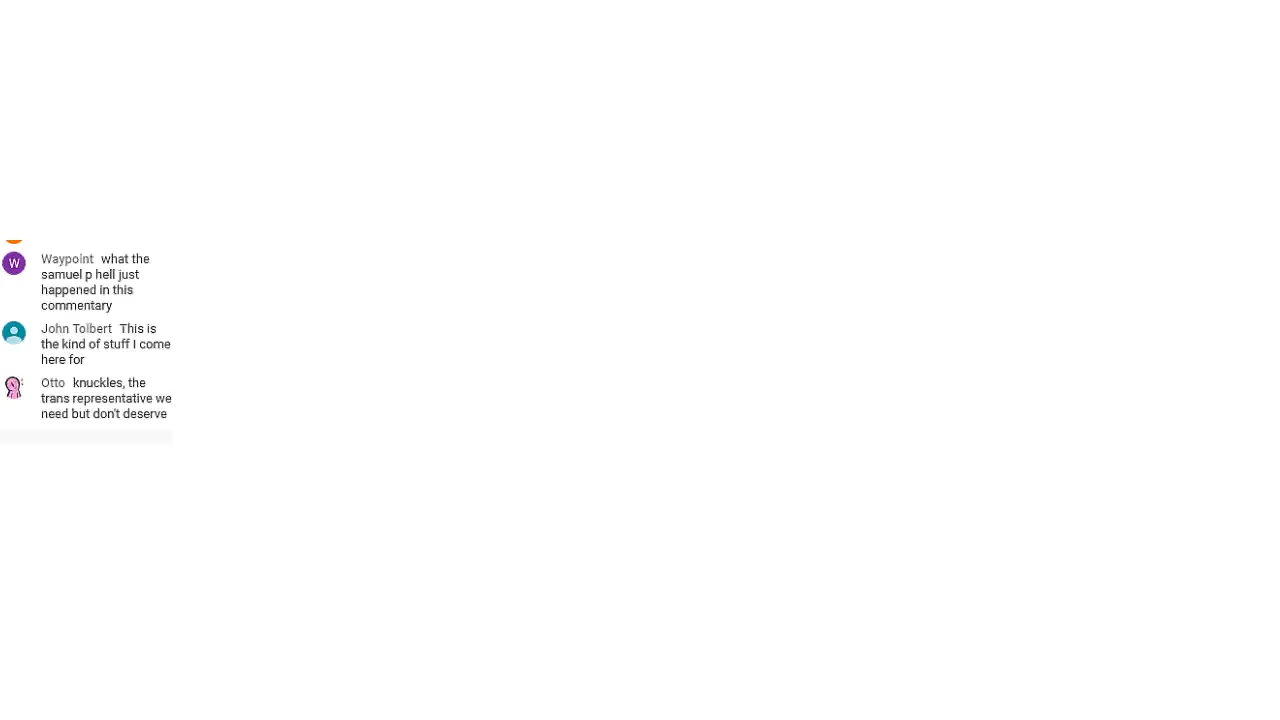 W
Waypoint what the
samuel p hell just
happened in this
commentary
John Tolbert This is
the kind of stuff I come
here for
Otto knuckles, the
trans representative we
need but don't deserve